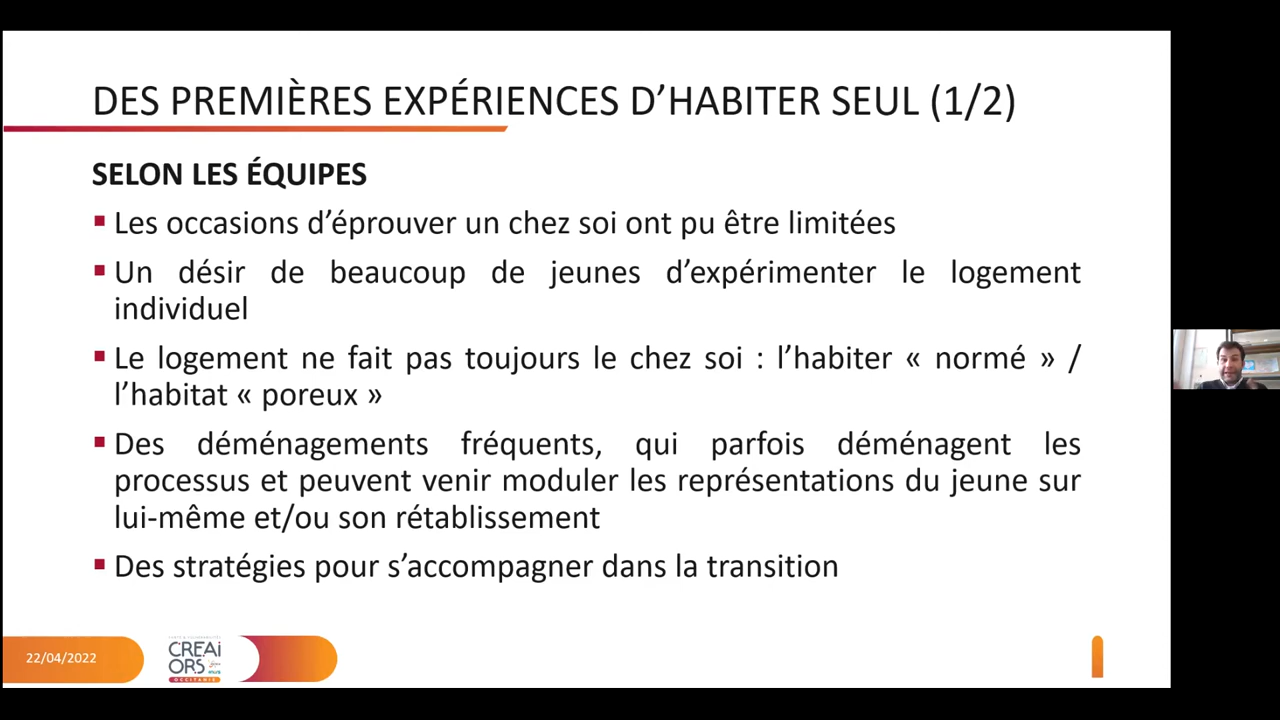 DES PREMIÈRES EXPÉRIENCES D’HABITER SEUL (1/2)
SELON LES ÉQUIPES
▪ Les occasions d’éprouver un chez soi ont pu être limitées
▪ Un désir de beaucoup de jeunes d’expérimenter le logement
individuel
▪ Le logement ne fait pas toujours le chez soi : l’habiter « normé » /
l’habitat « poreux »
▪ Des déménagements fréquents, qui parfois déménagent les
processus et peuvent venir moduler les représentations du jeune sur
lui-même et/ou son rétablissement
▪ Des stratégies pour s’accompagner dans la transition
22/04/2022
CREAI
ORS
OCCITANIE